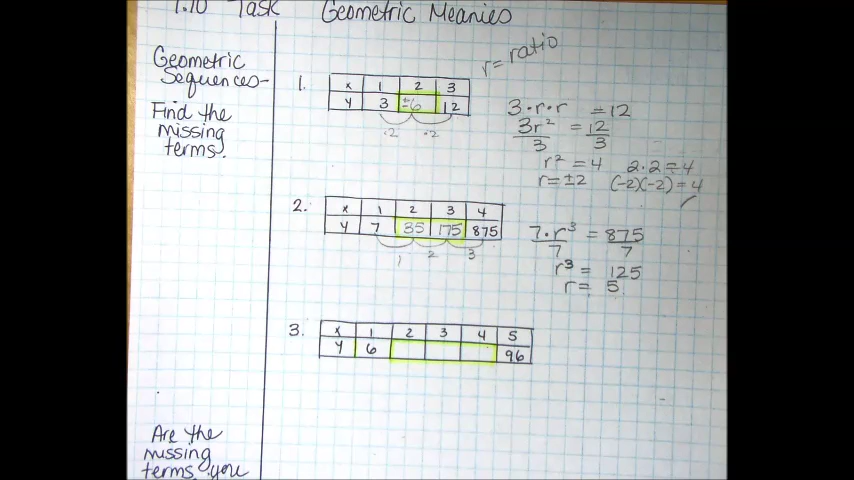 1.10 Task Geometric Meanies
Geometric
Sequences-
Find the
missing
terms.
r = ratio
1.
x 1 2 3
y 3 ±6 12
·2 ·2
3·r·r = 12
3r² = 12
3 3
r² = 4 2·2 = 4
r = ±2 (-2)(-2) = 4
2.
x 1 2 3 4
y 7 35 175 875
1 2 3
7·r³ = 875
7 7
r³ = 125
r = 5
3.
x 1 2 3 4 5
y 6 96
Are the
missing
terms you